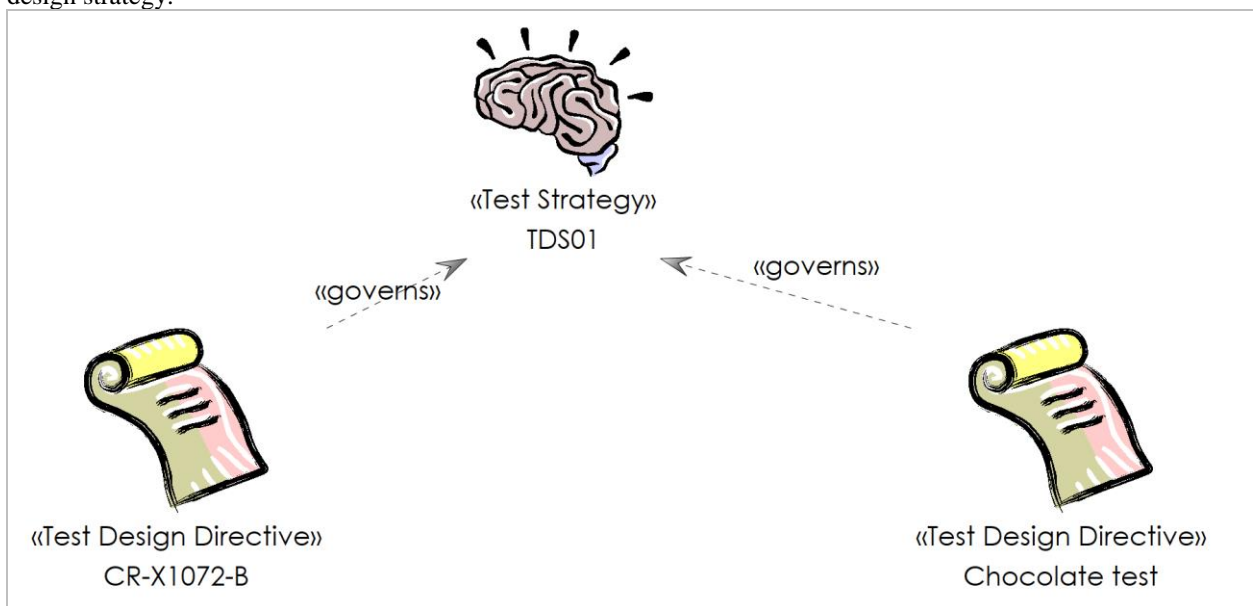 design strategy.
«Test Strategy»
TDS01
«governs»
«governs»
«Test Design Directive»
CR-X1072-B
«Test Design Directive»
Chocolate test